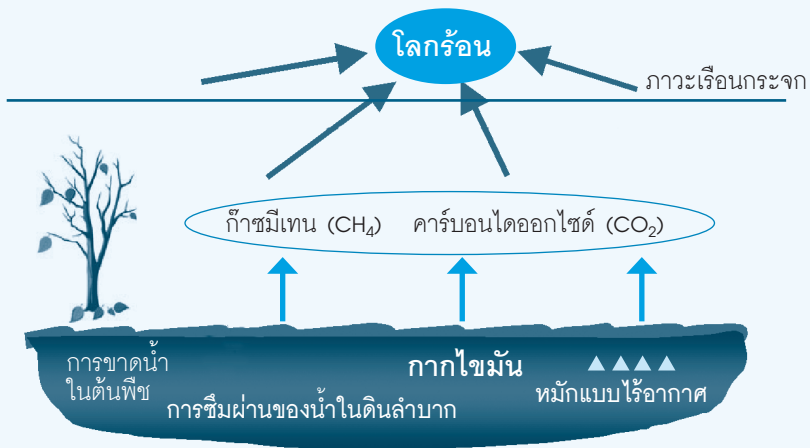 โลกร้อน
ภาวะเรือนกระจก
ก๊าซมีเทน (CH₄) คาร์บอนไดออกไซด์ (CO₂)
การขาดน้ำ
ในต้นพืช
กากไขมัน
หมักแบบไร้อากาศ
การซึมผ่านของน้ำในดินลำบาก